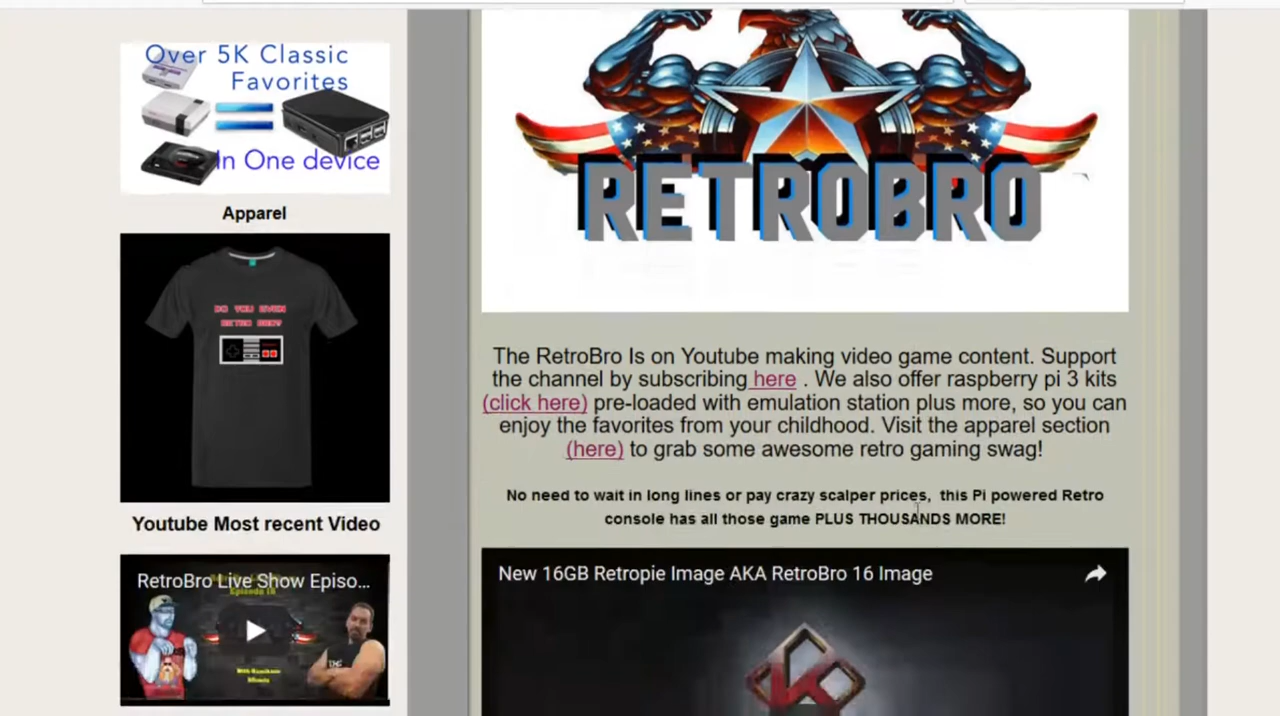 Over 5K Classic
Favorites
In One device
Apparel
DO YOU EVEN
RETRO BRO?
Youtube Most recent Video
RetroBro Live Show Episo...
RETROBRO
The RetroBro Is on Youtube making video game content. Support
the channel by subscribing here . We also offer raspberry pi 3 kits
(click here) pre-loaded with emulation station plus more, so you can
enjoy the favorites from your childhood. Visit the apparel section
(here) to grab some awesome retro gaming swag!
No need to wait in long lines or pay crazy scalper prices, this Pi powered Retro
console has all those game PLUS THOUSANDS MORE!
New 16GB Retropie Image AKA RetroBro 16 Image